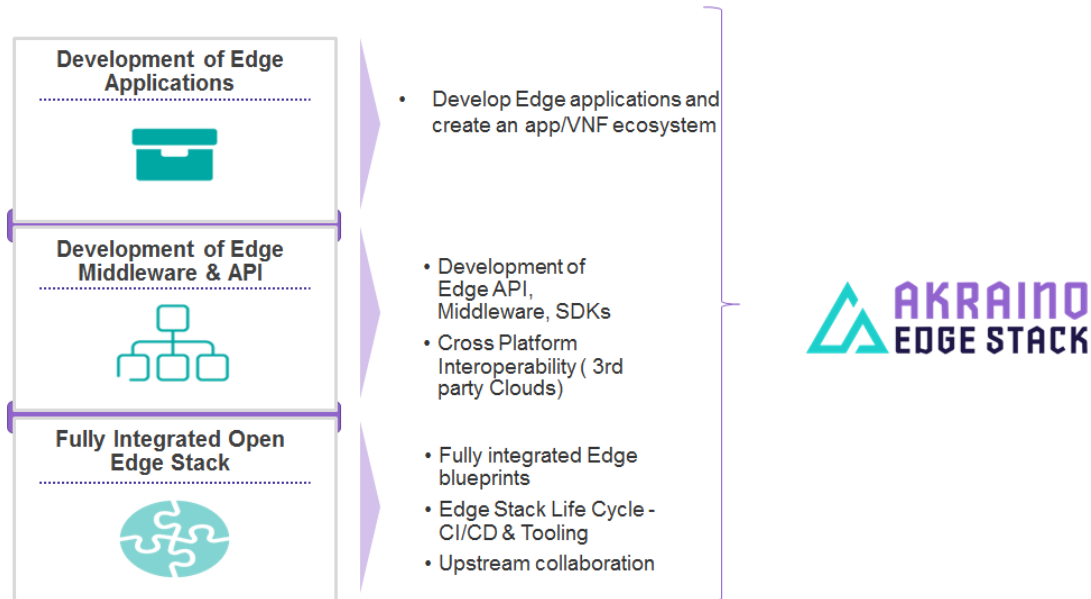 Development of Edge
Applications
• Develop Edge applications and
create an app/VNF ecosystem
Development of Edge
Middleware & API
• Development of
Edge API,
Middleware, SDKs
• Cross Platform
Interoperability ( 3rd
party Clouds)
Fully Integrated Open
Edge Stack
• Fully integrated Edge
blueprints
• Edge Stack Life Cycle -
CI/CD & Tooling
• Upstream collaboration
AKRAINO
EDGE STACK